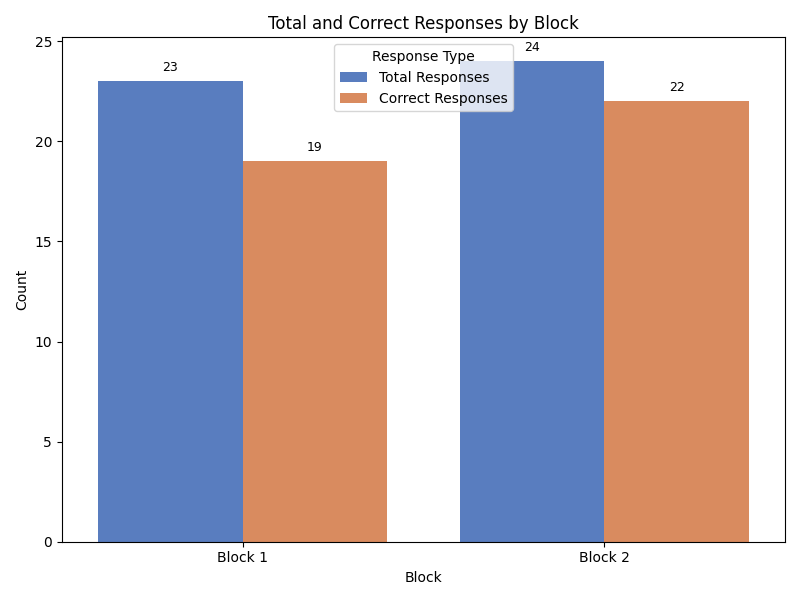 Total and Correct Responses by Block
25
24
Response Type
23
Total Responses
22
Correct Responses
20
19
15
Count
10
5
0
Block 1
Block 2
Block